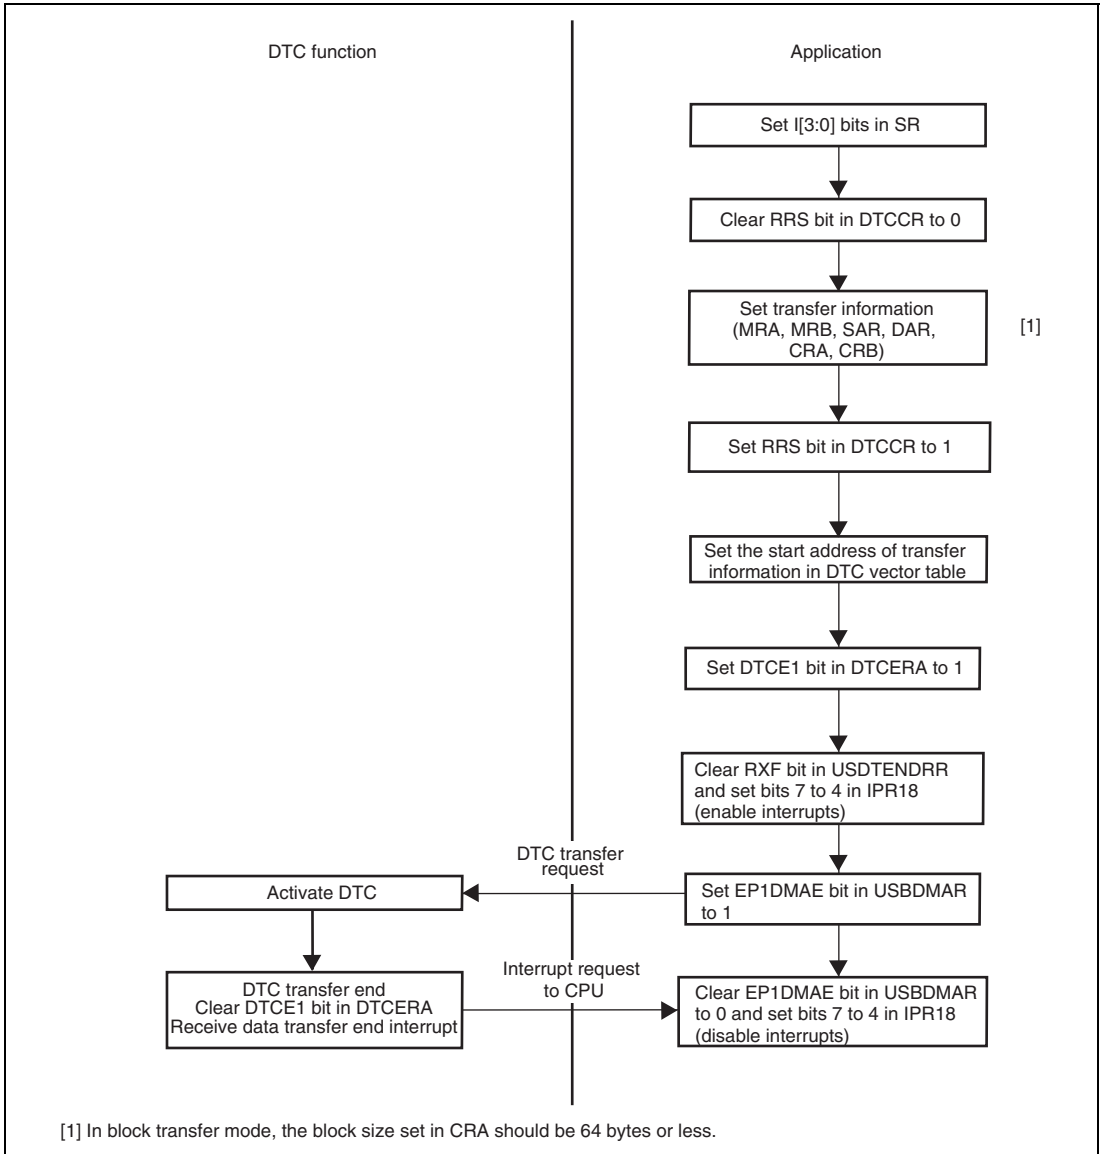 DTC function
Application
Set I[3:0] bits in SR
Clear RRS bit in DTCCR to 0
Set transfer information
(MRA, MRB, SAR, DAR,
CRA, CRB)
[1]
Set RRS bit in DTCCR to 1
Set the start address of transfer
information in DTC vector table
Set DTCE1 bit in DTCERA to 1
Clear RXF bit in USDTENDRR
and set bits 7 to 4 in IPR18
(enable interrupts)
DTC transfer
request
Activate DTC
Set EP1DMAE bit in USBDMAR
to 1
DTC transfer end
Clear DTCE1 bit in DTCERA
Receive data transfer end interrupt
Interrupt request
to CPU
Clear EP1DMAE bit in USBDMAR
to 0 and set bits 7 to 4 in IPR18
(disable interrupts)
[1] In block transfer mode, the block size set in CRA should be 64 bytes or less.